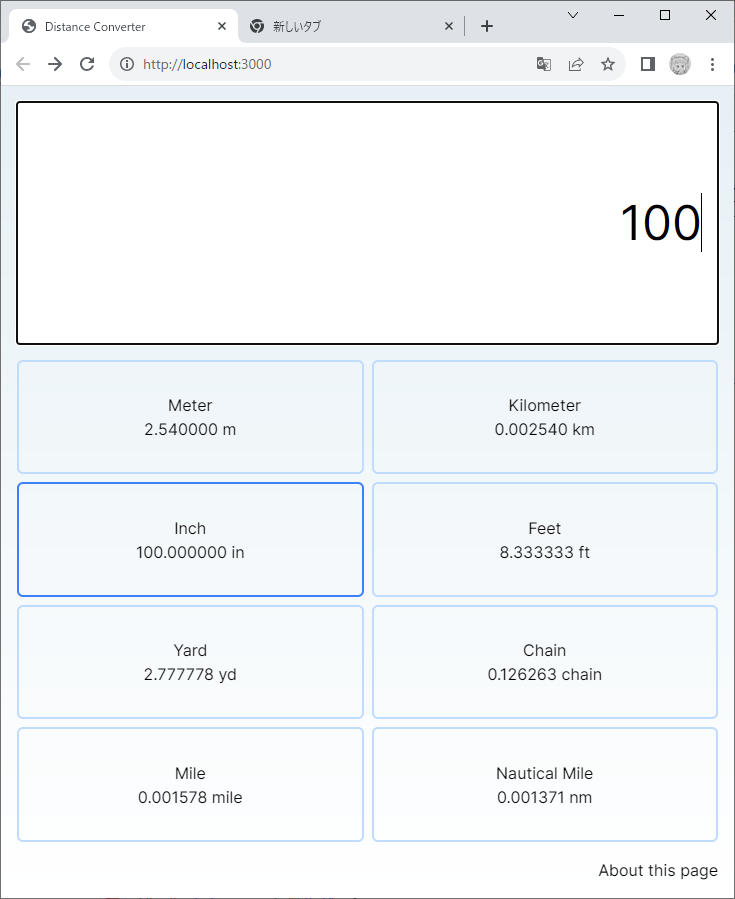 Distance Converter
新しいタブ
http://localhost:3000
100
Meter
2.540000 m
Kilometer
0.002540 km
Inch
100.000000 in
Feet
8.333333 ft
Yard
2.777778 yd
Chain
0.126263 chain
Mile
0.001578 mile
Nautical Mile
0.001371 nm
About this page